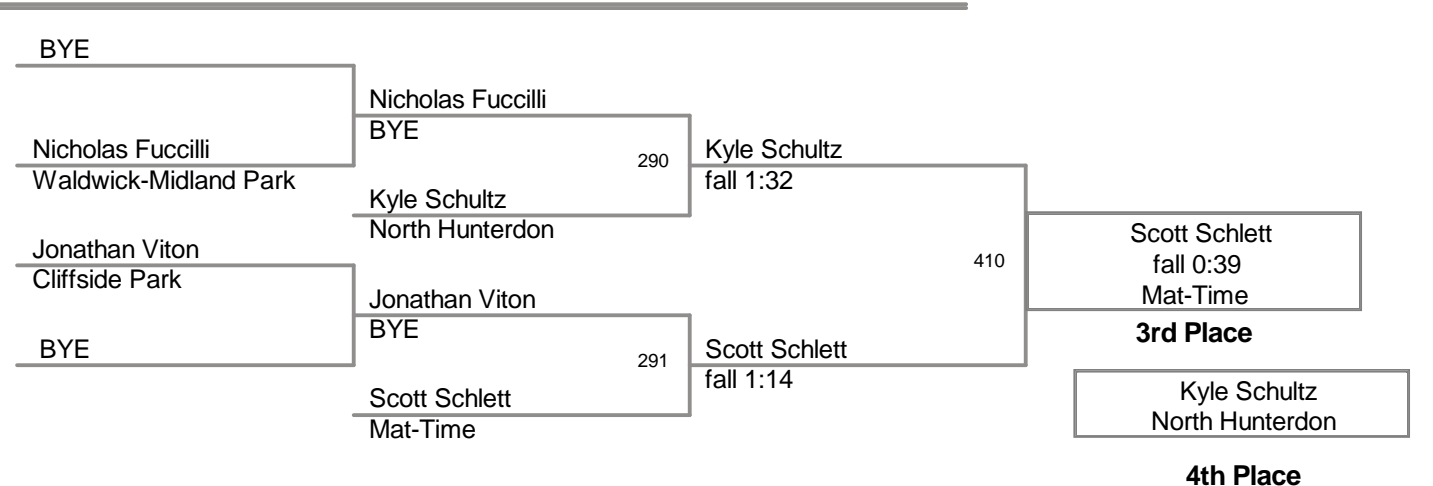 BYE
Nicholas Fuccilli
Waldwick-Midland Park
Jonathan Viton
Cliffside Park
BYE
Nicholas Fuccilli
BYE
290
Kyle Schultz
North Hunterdon
Jonathan Viton
BYE
291
Scott Schlett
Mat-Time
Kyle Schultz
fall 1:32
410
Scott Schlett
fall 1:14
Scott Schlett
fall 0:39
Mat-Time
3rd Place
Kyle Schultz
North Hunterdon
4th Place